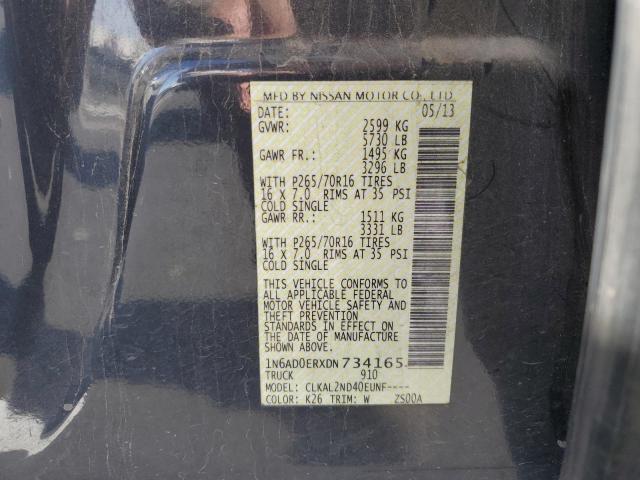 MFD BY NISSAN MOTOR CO., LTD.
DATE: 05/13
GVWR: 2599 KG
5730 LB
GAWR FR.: 1495 KG
3296 LB
WITH P265/70R16 TIRES
16 X 7.0 RIMS AT 35 PSI
COLD SINGLE
GAWR RR.: 1511 KG
3331 LB
WITH P265/70R16 TIRES
16 X 7.0 RIMS AT 35 PSI
COLD SINGLE
THIS VEHICLE CONFORMS TO
ALL APPLICABLE FEDERAL
MOTOR VEHICLE SAFETY AND
AND THEFT PREVENTION
STANDARDS IN EFFECT ON
THE DATE OF MANUFACTURE
SHOWN ABOVE.
1N6AD0ERXDN734165
TRUCK 910
MODEL: CLKAL2ND40EUNF----
COLOR: K26 TRIM: W ZS00A